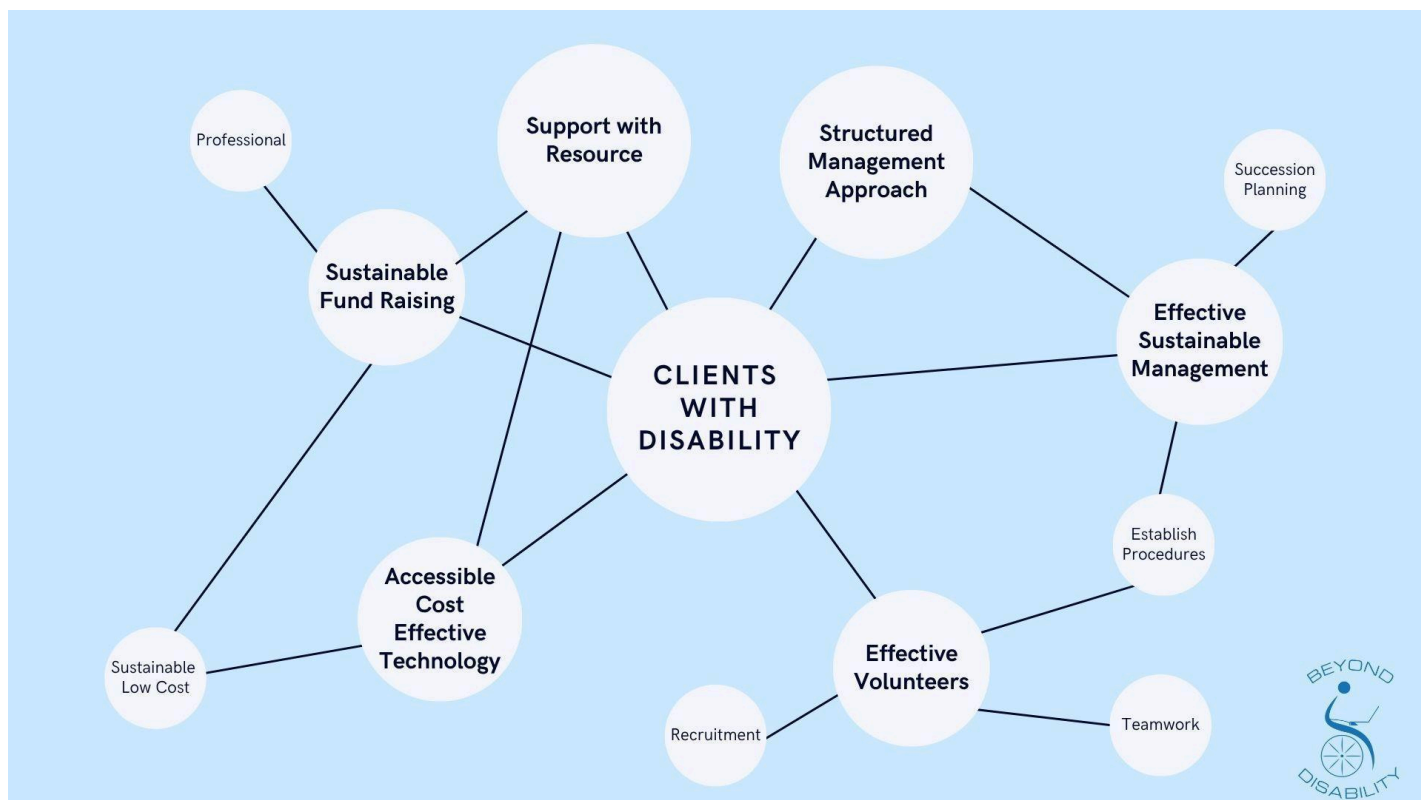 Professional
Support with
Resource
Structured
Management
Approach
Succession
Planning
Sustainable
Fund Raising
Effective
Sustainable
Management
CLIENTS
WITH
DISABILITY
Establish
Procedures
Accessible
Cost
Effective
Technology
Sustainable
Low Cost
Effective
Volunteers
Recruitment
Teamwork
BEYOND
DISABILITY